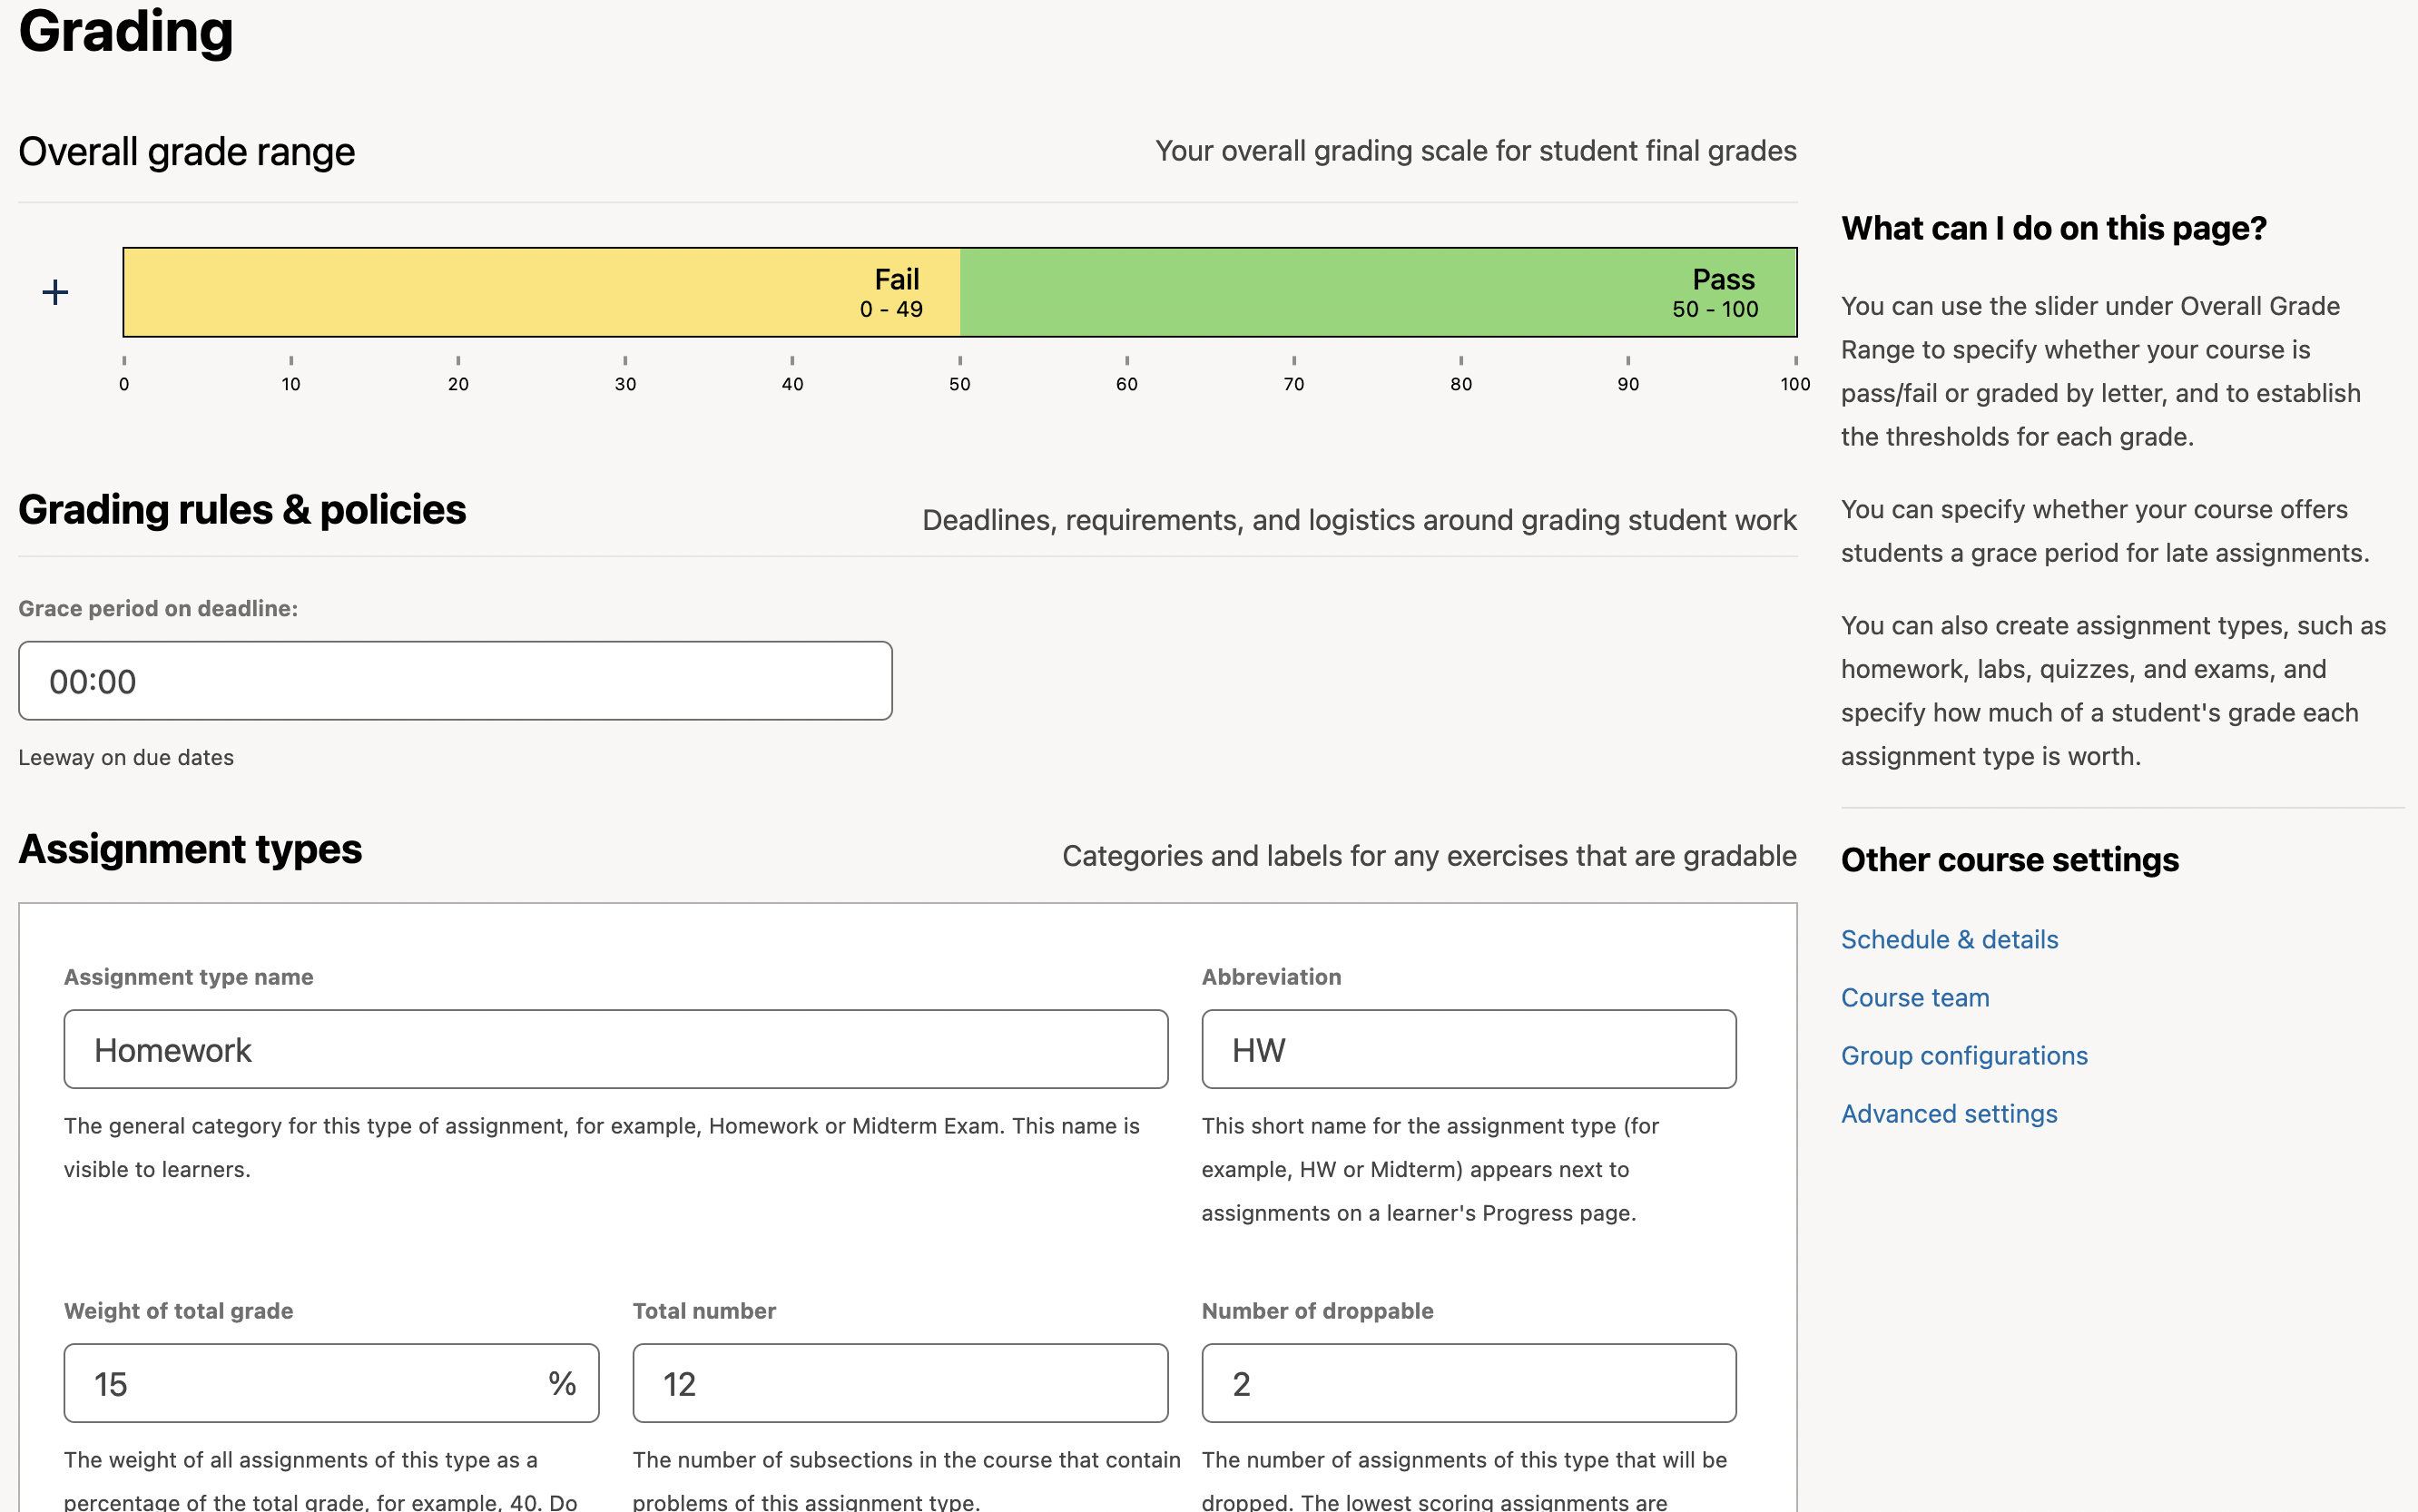 Grading
Overall grade range
Your overall grading scale for student final grades
+
Fail
0 - 49
Pass
50 - 100
0 10 20 30 40 50 60 70 80 90 100
Grading rules & policies
Deadlines, requirements, and logistics around grading student work
Grace period on deadline:
00:00
Leeway on due dates
Assignment types
Categories and labels for any exercises that are gradable
Assignment type name
Homework
The general category for this type of assignment, for example, Homework or Midterm Exam. This name is
visible to learners.
Abbreviation
HW
This short name for the assignment type (for
example, HW or Midterm) appears next to
assignments on a learner's Progress page.
Weight of total grade
15 %
The weight of all assignments of this type as a
percentage of the total grade, for example, 40. Do
Total number
12
The number of subsections in the course that contain
problems of this assignment type.
Number of droppable
2
The number of assignments of this type that will be
dropped. The lowest scoring assignments are
What can I do on this page?
You can use the slider under Overall Grade
Range to specify whether your course is
pass/fail or graded by letter, and to establish
the thresholds for each grade.
You can specify whether your course offers
students a grace period for late assignments.
You can also create assignment types, such as
homework, labs, quizzes, and exams, and
specify how much of a student's grade each
assignment type is worth.
Other course settings
Schedule & details
Course team
Group configurations
Advanced settings